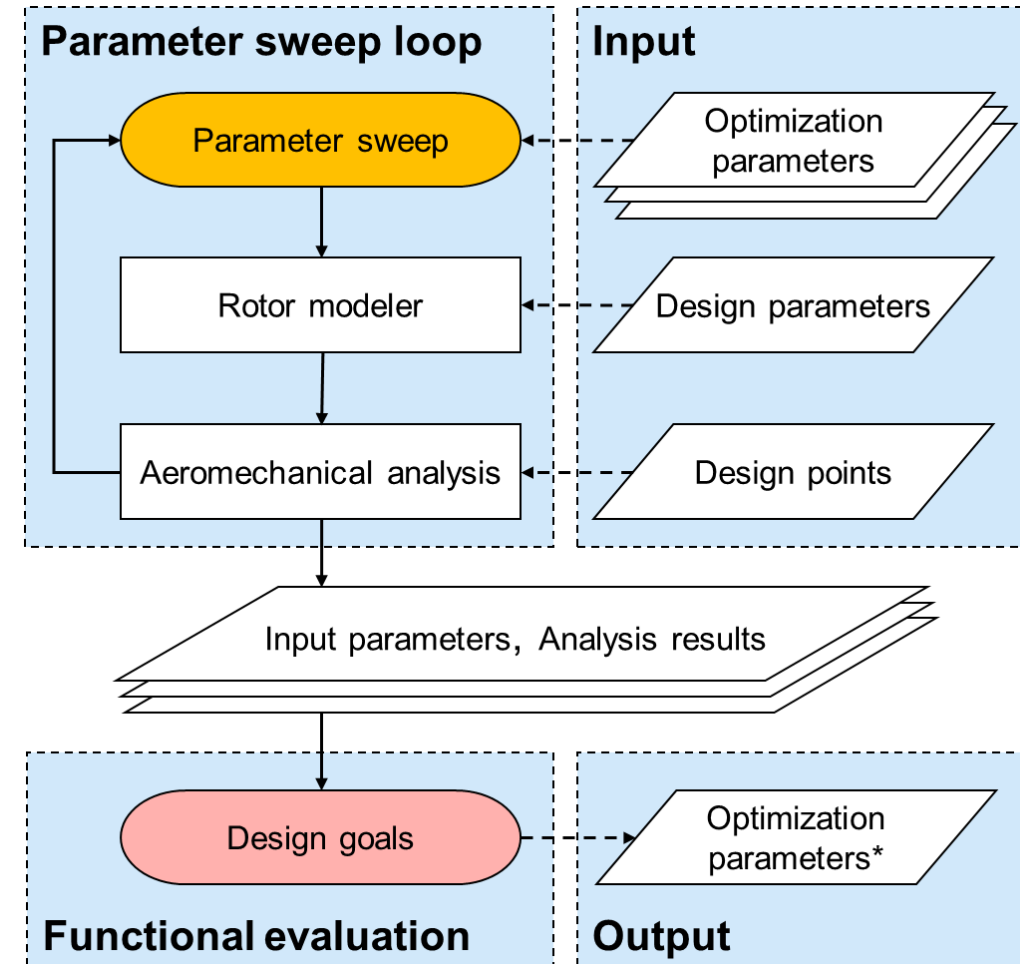 Parameter sweep loop
Input
Parameter sweep
Optimization
parameters
Rotor modeler
Design parameters
Aeromechanical analysis
Design points
Input parameters, Analysis results
Design goals
Optimization
parameters*
Functional evaluation
Output